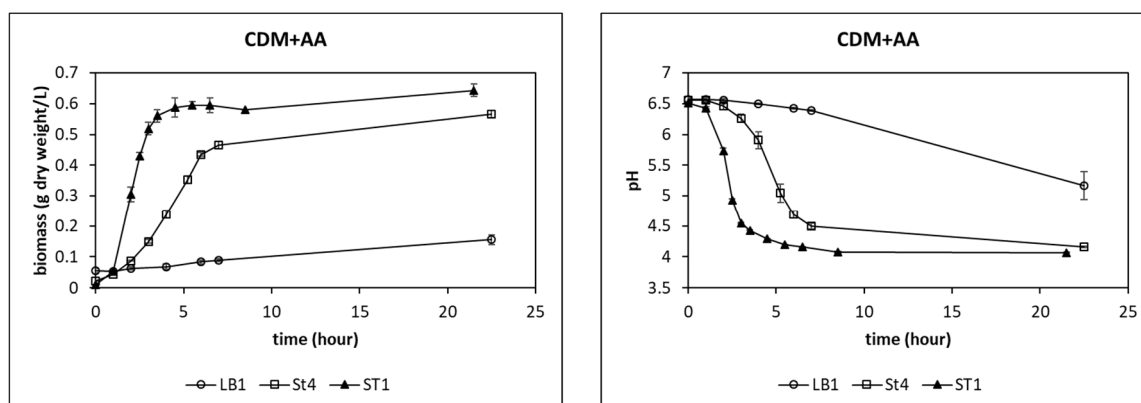 CDM+AA
biomass (g dry weight/L)
0.7
0.6
0.5
0.4
0.3
0.2
0.1
0
0 5 10 15 20 25
time (hour)
LB1 St4 ST1
CDM+AA
pH
7
6.5
6
5.5
5
4.5
4
3.5
0 5 10 15 20 25
time (hour)
LB1 St4 ST1